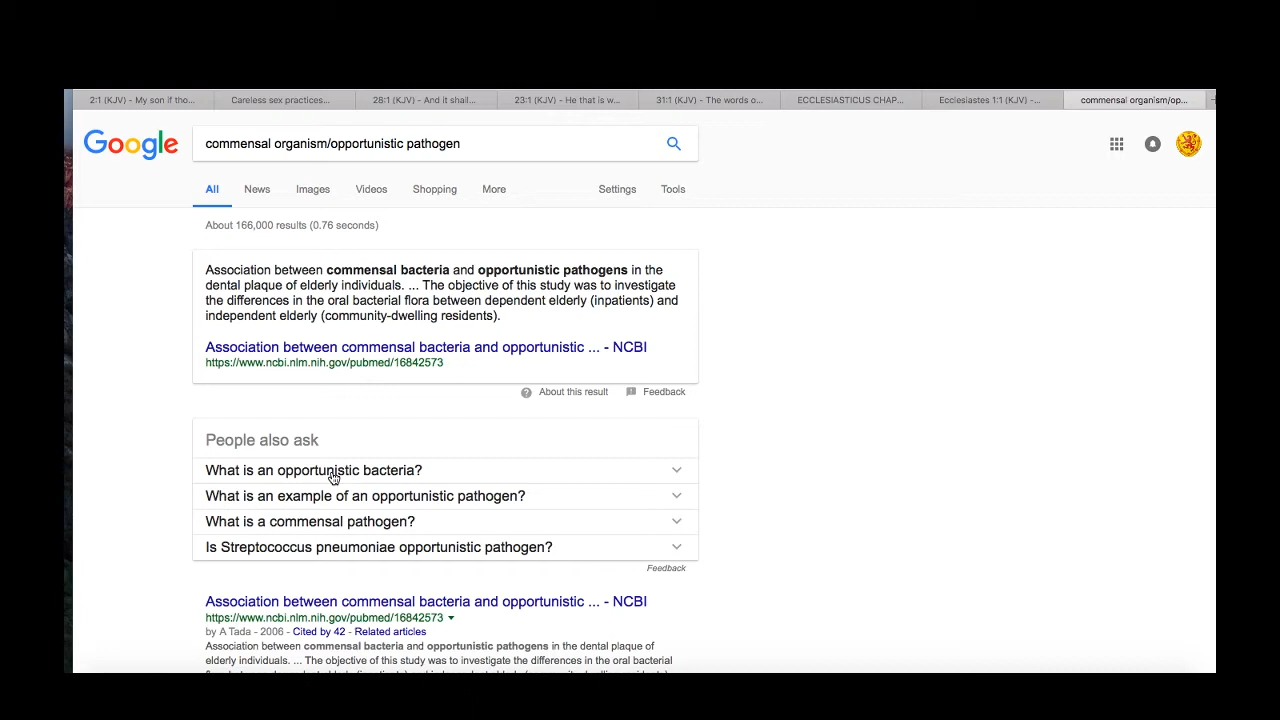 2:1 (KJV) - My son if tho...
Careless sex practices...
28:1 (KJV) - And it shall...
23:1 (KJV) - He that is w...
31:1 (KJV) - The words o...
ECCLESIASTICUS CHAP...
Ecclesiastes 1:1 (KJV) -...
commensal organism/op...
Google
commensal organism/opportunistic pathogen
All
News
Images
Videos
Shopping
More
Settings
Tools
About 166,000 results (0.76 seconds)
Association between commensal bacteria and opportunistic pathogens in the
dental plaque of elderly individuals. ... The objective of this study was to investigate
the differences in the oral bacterial flora between dependent elderly (inpatients) and
independent elderly (community-dwelling residents).
Association between commensal bacteria and opportunistic ... - NCBI
https://www.ncbi.nlm.nih.gov/pubmed/16842573
About this result
Feedback
People also ask
What is an opportunistic bacteria?
What is an example of an opportunistic pathogen?
What is a commensal pathogen?
Is Streptococcus pneumoniae opportunistic pathogen?
Feedback
Association between commensal bacteria and opportunistic ... - NCBI
https://www.ncbi.nlm.nih.gov/pubmed/16842573
by A Tada - 2006 - Cited by 42 - Related articles
Association between commensal bacteria and opportunistic pathogens in the dental plaque of
elderly individuals. ... The objective of this study was to investigate the differences in the oral bacterial